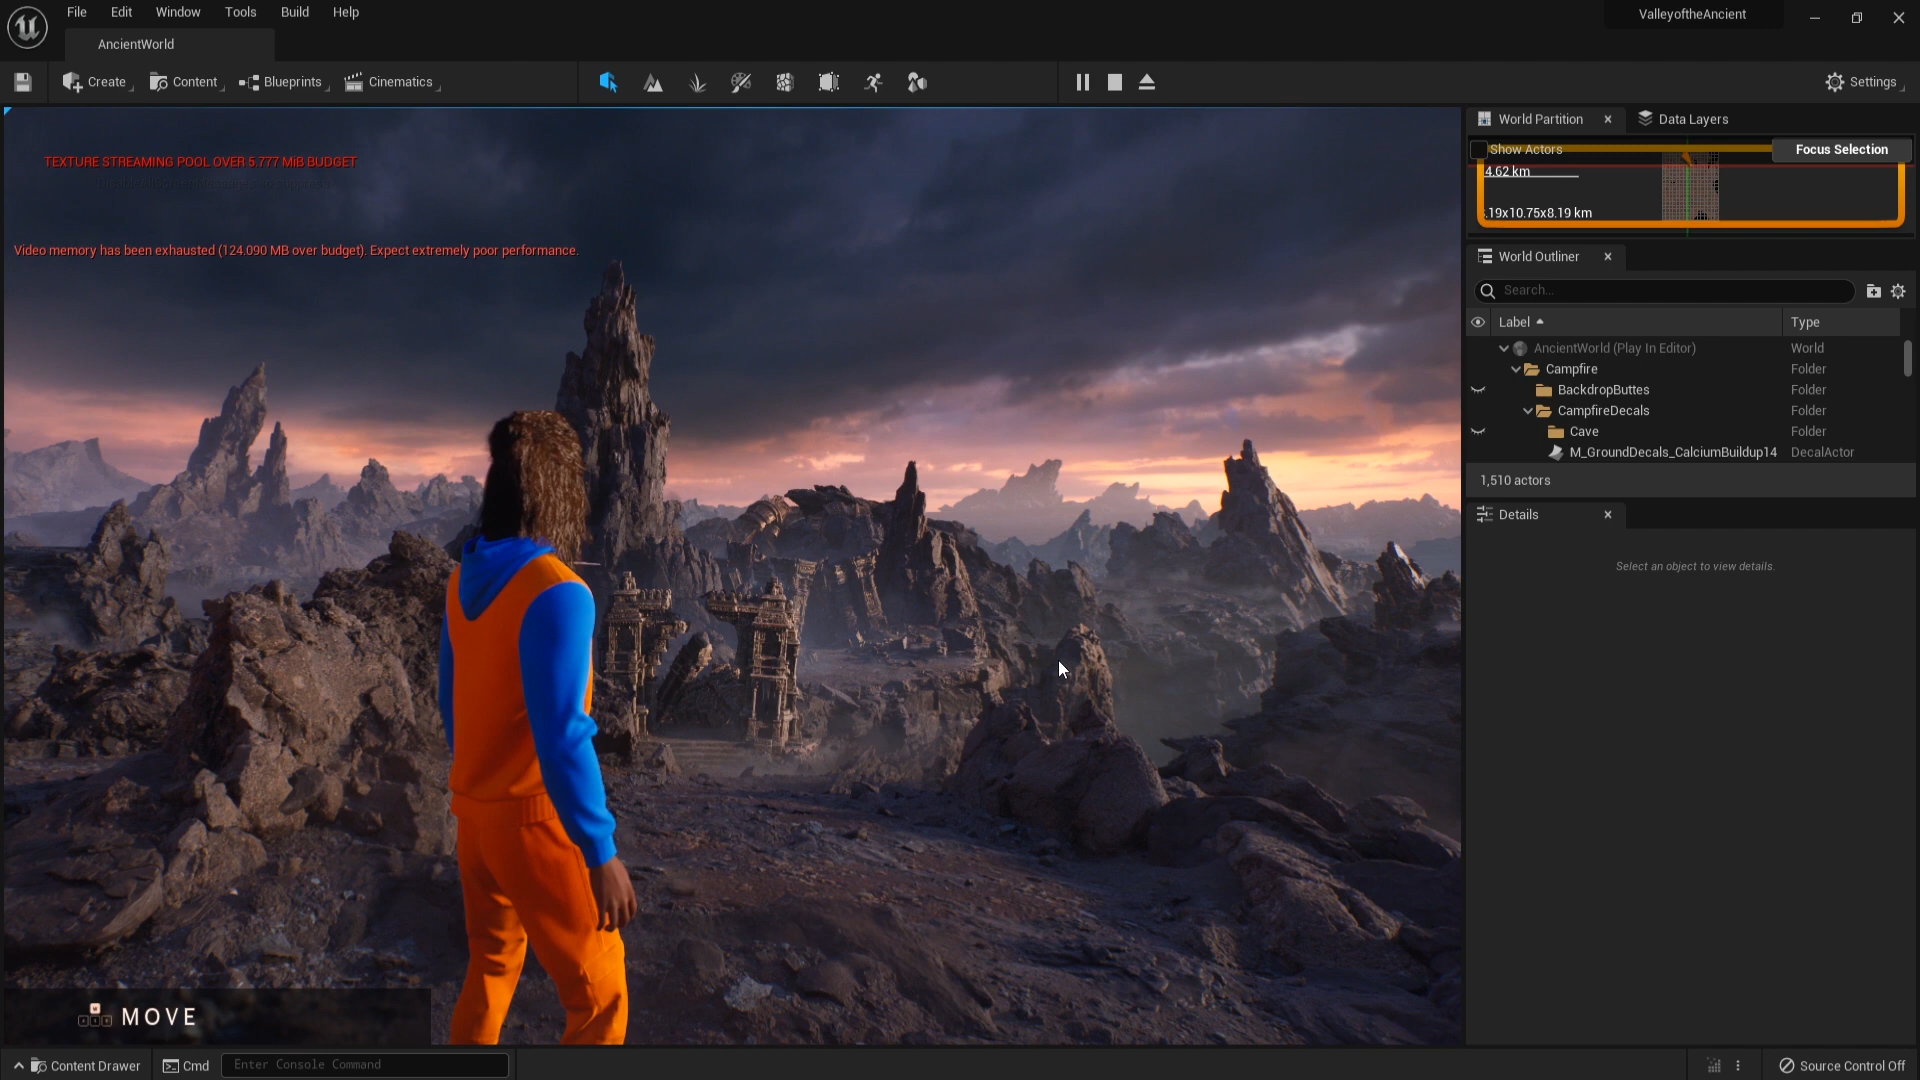 File Edit Window Tools Build Help
ValleyoftheAncient
AncientWorld
Create Content Blueprints Cinematics
Settings
TEXTURE STREAMING POOL OVER 5.777 MiB BUDGET
Video memory has been exhausted (124.090 MB over budget). Expect extremely poor performance.
MOVE
World Partition Data Layers
Show Actors Focus Selection
4.62 km
.19x10.75x8.19 km
World Outliner
Search...
Label Type
AncientWorld (Play In Editor) World
Campfire Folder
BackdropButtes Folder
CampfireDecals Folder
Cave Folder
M_GroundDecals_CalciumBuildup14 DecalActor
1,510 actors
Details
Select an object to view details.
Content Drawer Cmd Enter Console Command
Source Control Off